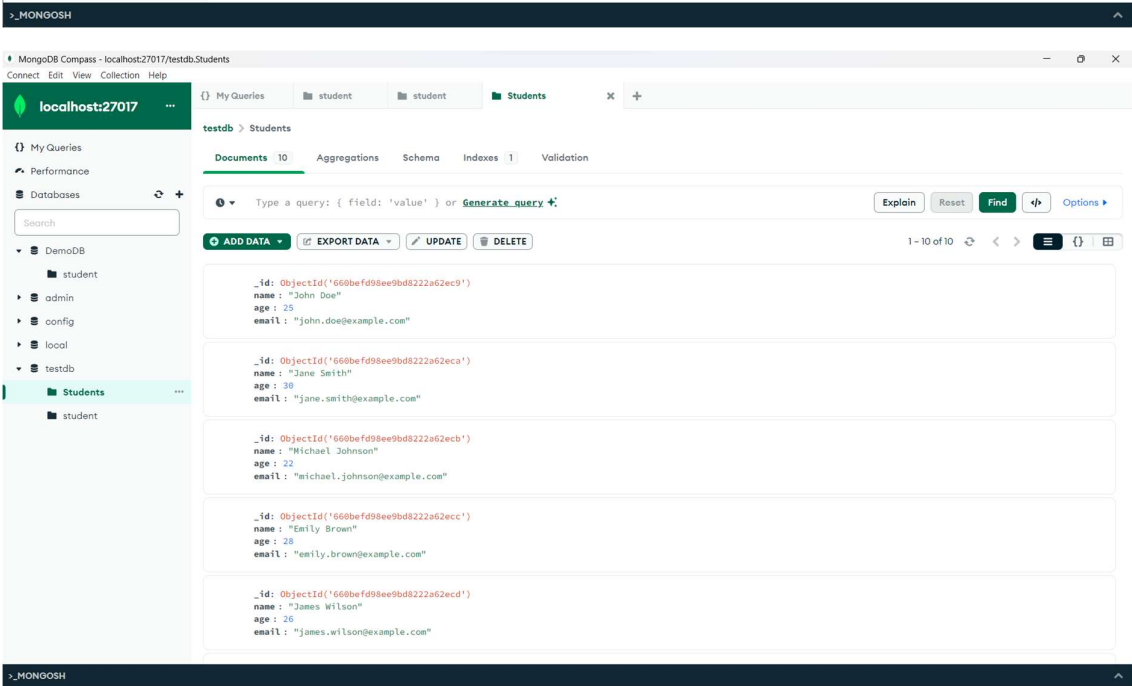 >_MONGOSH
MongoDB Compass - localhost:27017/testdb.Students
Connect Edit View Collection Help
localhost:27017 ...
{} My Queries
Performance
Databases
Search
DemoDB
student
admin
config
local
testdb
Students ...
student
{} My Queries student student Students
testdb > Students
Documents 10 Aggregations Schema Indexes 1 Validation
Type a query: { field: 'value' } or Generate query
Explain Reset Find </> Options
ADD DATA EXPORT DATA UPDATE DELETE
1 – 10 of 10 {}
_id: ObjectId('660befd98ee9bd8222a62ec9')
name : "John Doe"
age : 25
email : "john.doe@example.com"
_id: ObjectId('660befd98ee9bd8222a62eca')
name : "Jane Smith"
age : 30
email : "jane.smith@example.com"
_id: ObjectId('660befd98ee9bd8222a62ecb')
name : "Michael Johnson"
age : 22
email : "michael.johnson@example.com"
_id: ObjectId('660befd98ee9bd8222a62ecc')
name : "Emily Brown"
age : 28
email : "emily.brown@example.com"
_id: ObjectId('660befd98ee9bd8222a62ecd')
name : "James Wilson"
age : 26
email : "james.wilson@example.com"
>_MONGOSH